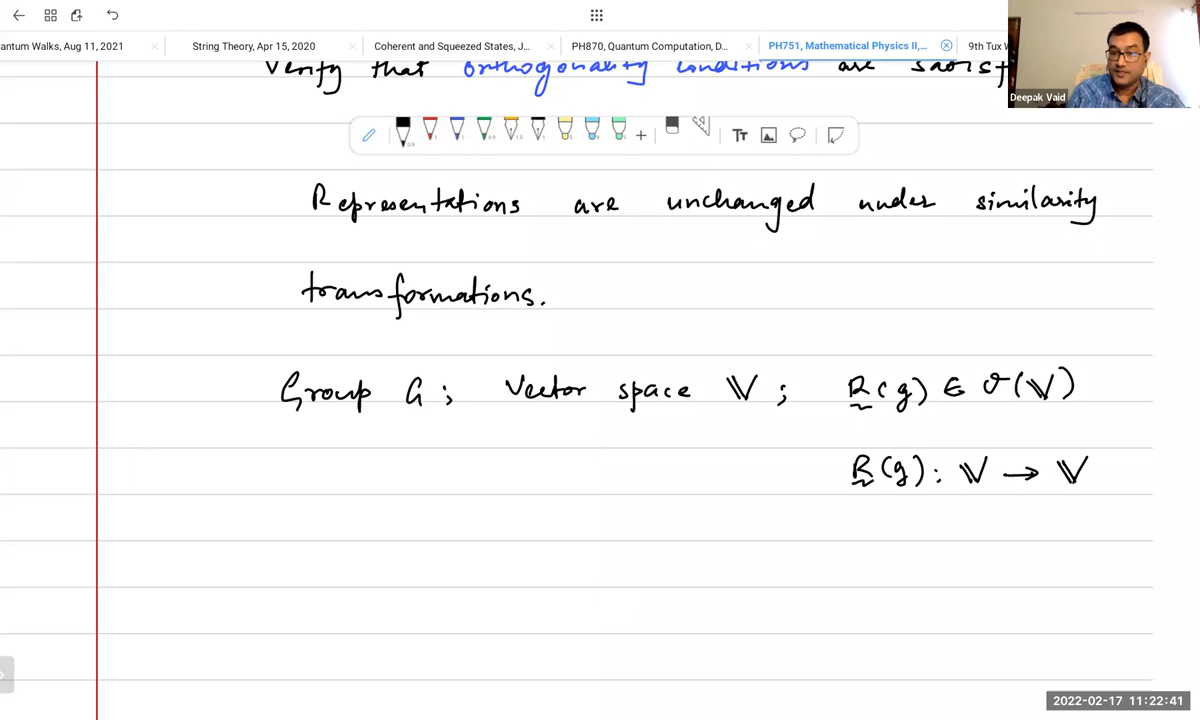 antum Walks, Aug 11, 2021 String Theory, Apr 15, 2020 Coherent and Squeezed States, J... PH870, Quantum Computation, D... PH751, Mathematical Physics II,... 9th Tux W
Deepak Vaid
Verify that orthogonality conditions are satisf
Tт
Representations are unchanged under similarity
transformations.
Group G; Vector space 𝕍; R(g) ∈ 𝒪(𝕍)
R(g): 𝕍 → 𝕍
2022-02-17 11:22:41